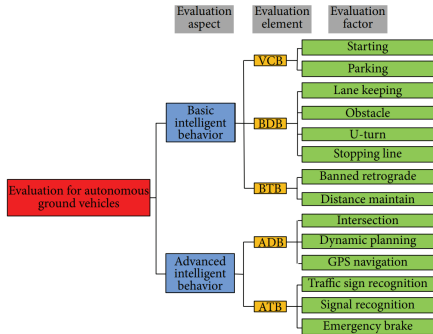 Evaluation
aspect
Evaluation
element
Evaluation
factor
Evaluation for autonomous
ground vehicles
Basic
intelligent
behavior
VCB
Starting
Parking
BDB
Lane keeping
Obstacle
U-turn
Stopping line
BTB
Banned retrograde
Distance maintain
Advanced
intelligent
behavior
ADB
Intersection
Dynamic planning
GPS navigation
ATB
Traffic sign recognition
Signal recognition
Emergency brake